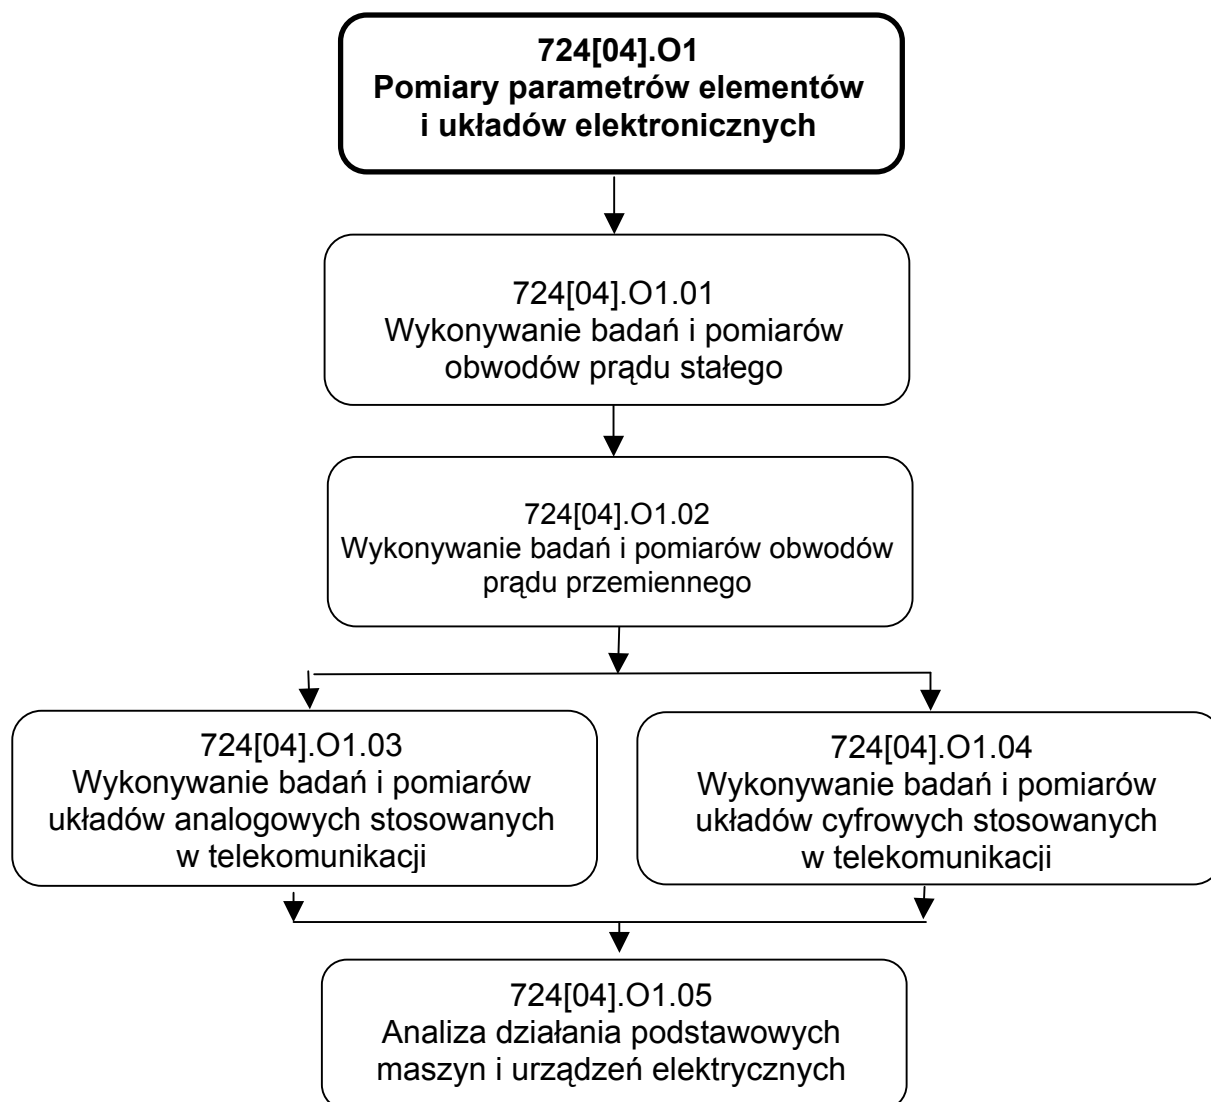 724[04].O1
Pomiary parametrów elementów
i układów elektronicznych
724[04].O1.01
Wykonywanie badań i pomiarów
obwodów prądu stałego
724[04].O1.02
Wykonywanie badań i pomiarów obwodów
prądu przemiennego
724[04].O1.03
Wykonywanie badań i pomiarów
układów analogowych stosowanych
w telekomunikacji
724[04].O1.04
Wykonywanie badań i pomiarów
układów cyfrowych stosowanych
w telekomunikacji
724[04].O1.05
Analiza działania podstawowych
maszyn i urządzeń elektrycznych